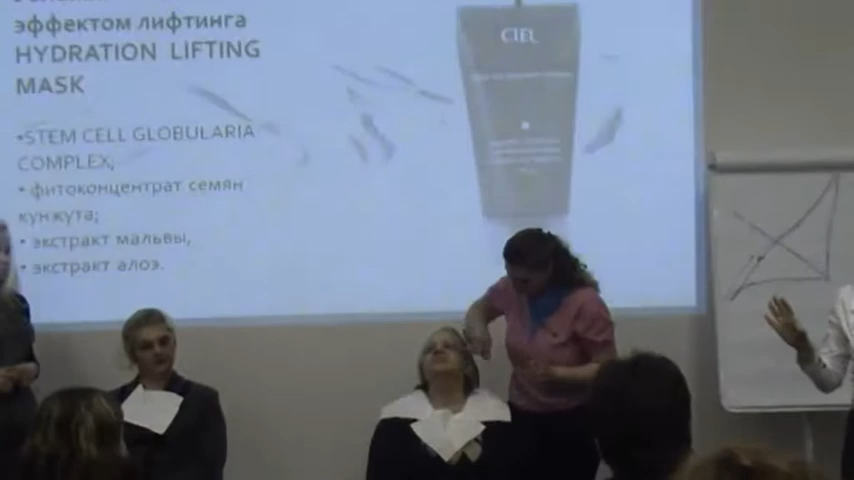 эффектом лифтинга
HYDRATION LIFTING
MASK
•STEM CELL GLOBULARIA
COMPLEX;
• фитоконцентрат семян
кунжута;
• экстракт мальвы,
• экстракт алоэ.
CIEL